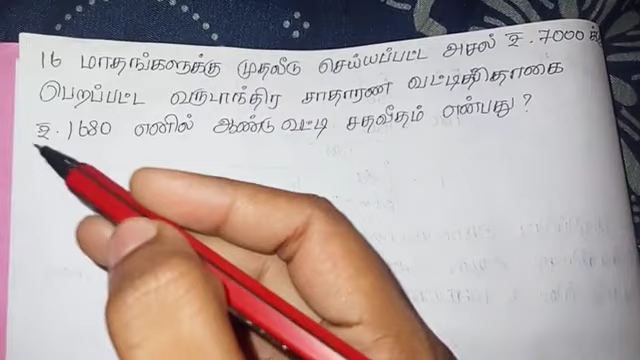 16 மாதங்களுக்கு முதலீடு செய்யப்பட்ட அசல் ரூ.7000 க்கு
பெறப்பட்ட வருடாந்திர சாதாரண வட்டித்தொகை
ரூ.1680 எனில் ஆண்டு வட்டி சதவீதம் என்பது?